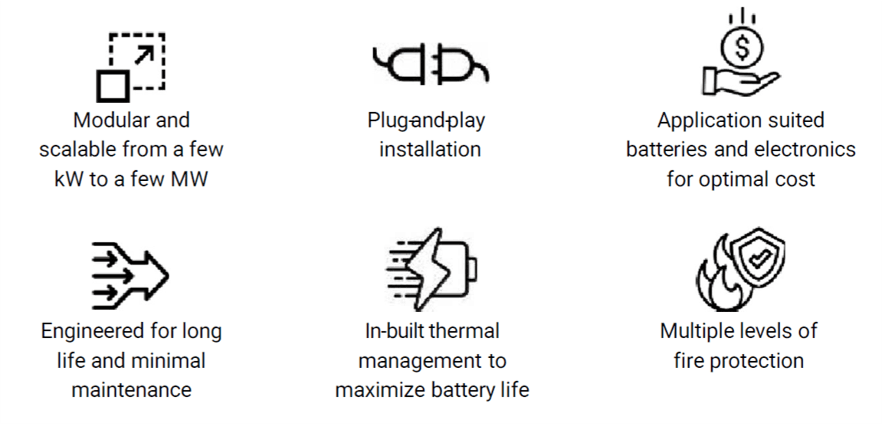 Modular and
scalable from a few
kW to a few MW
Plug-and-play
installation
$
Application suited
batteries and electronics
for optimal cost
Engineered for long
life and minimal
maintenance
In-built thermal
management to
maximize battery life
Multiple levels of
fire protection